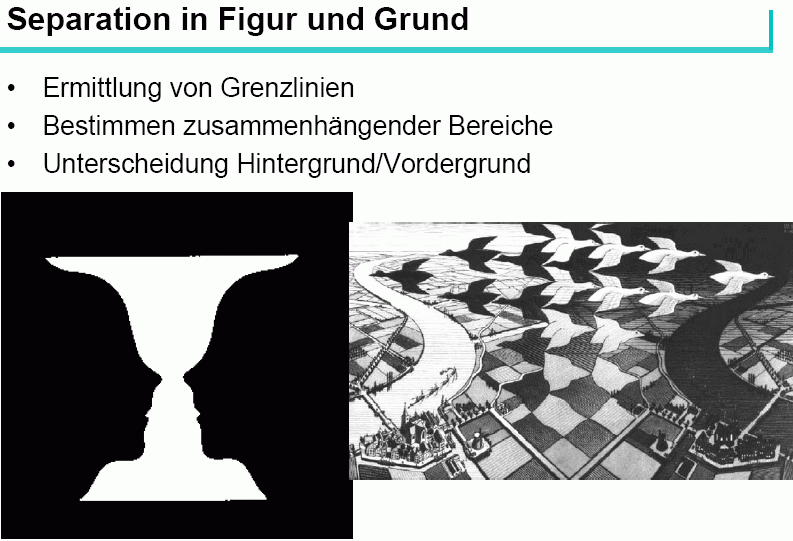 Separation in Figur und Grund
• Ermittlung von Grenzlinien
• Bestimmen zusammenhängender Bereiche
• Unterscheidung Hintergrund/Vordergrund